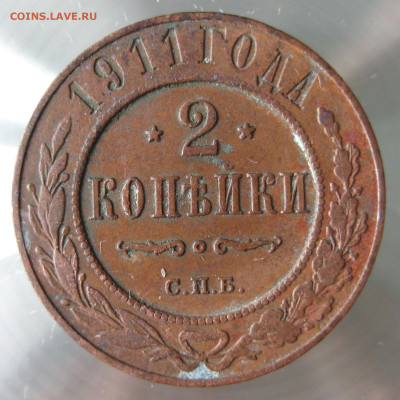 COINS.LAVE.RU
1911 ГОДА
2
КОПѢЙКИ
С.П.Б.